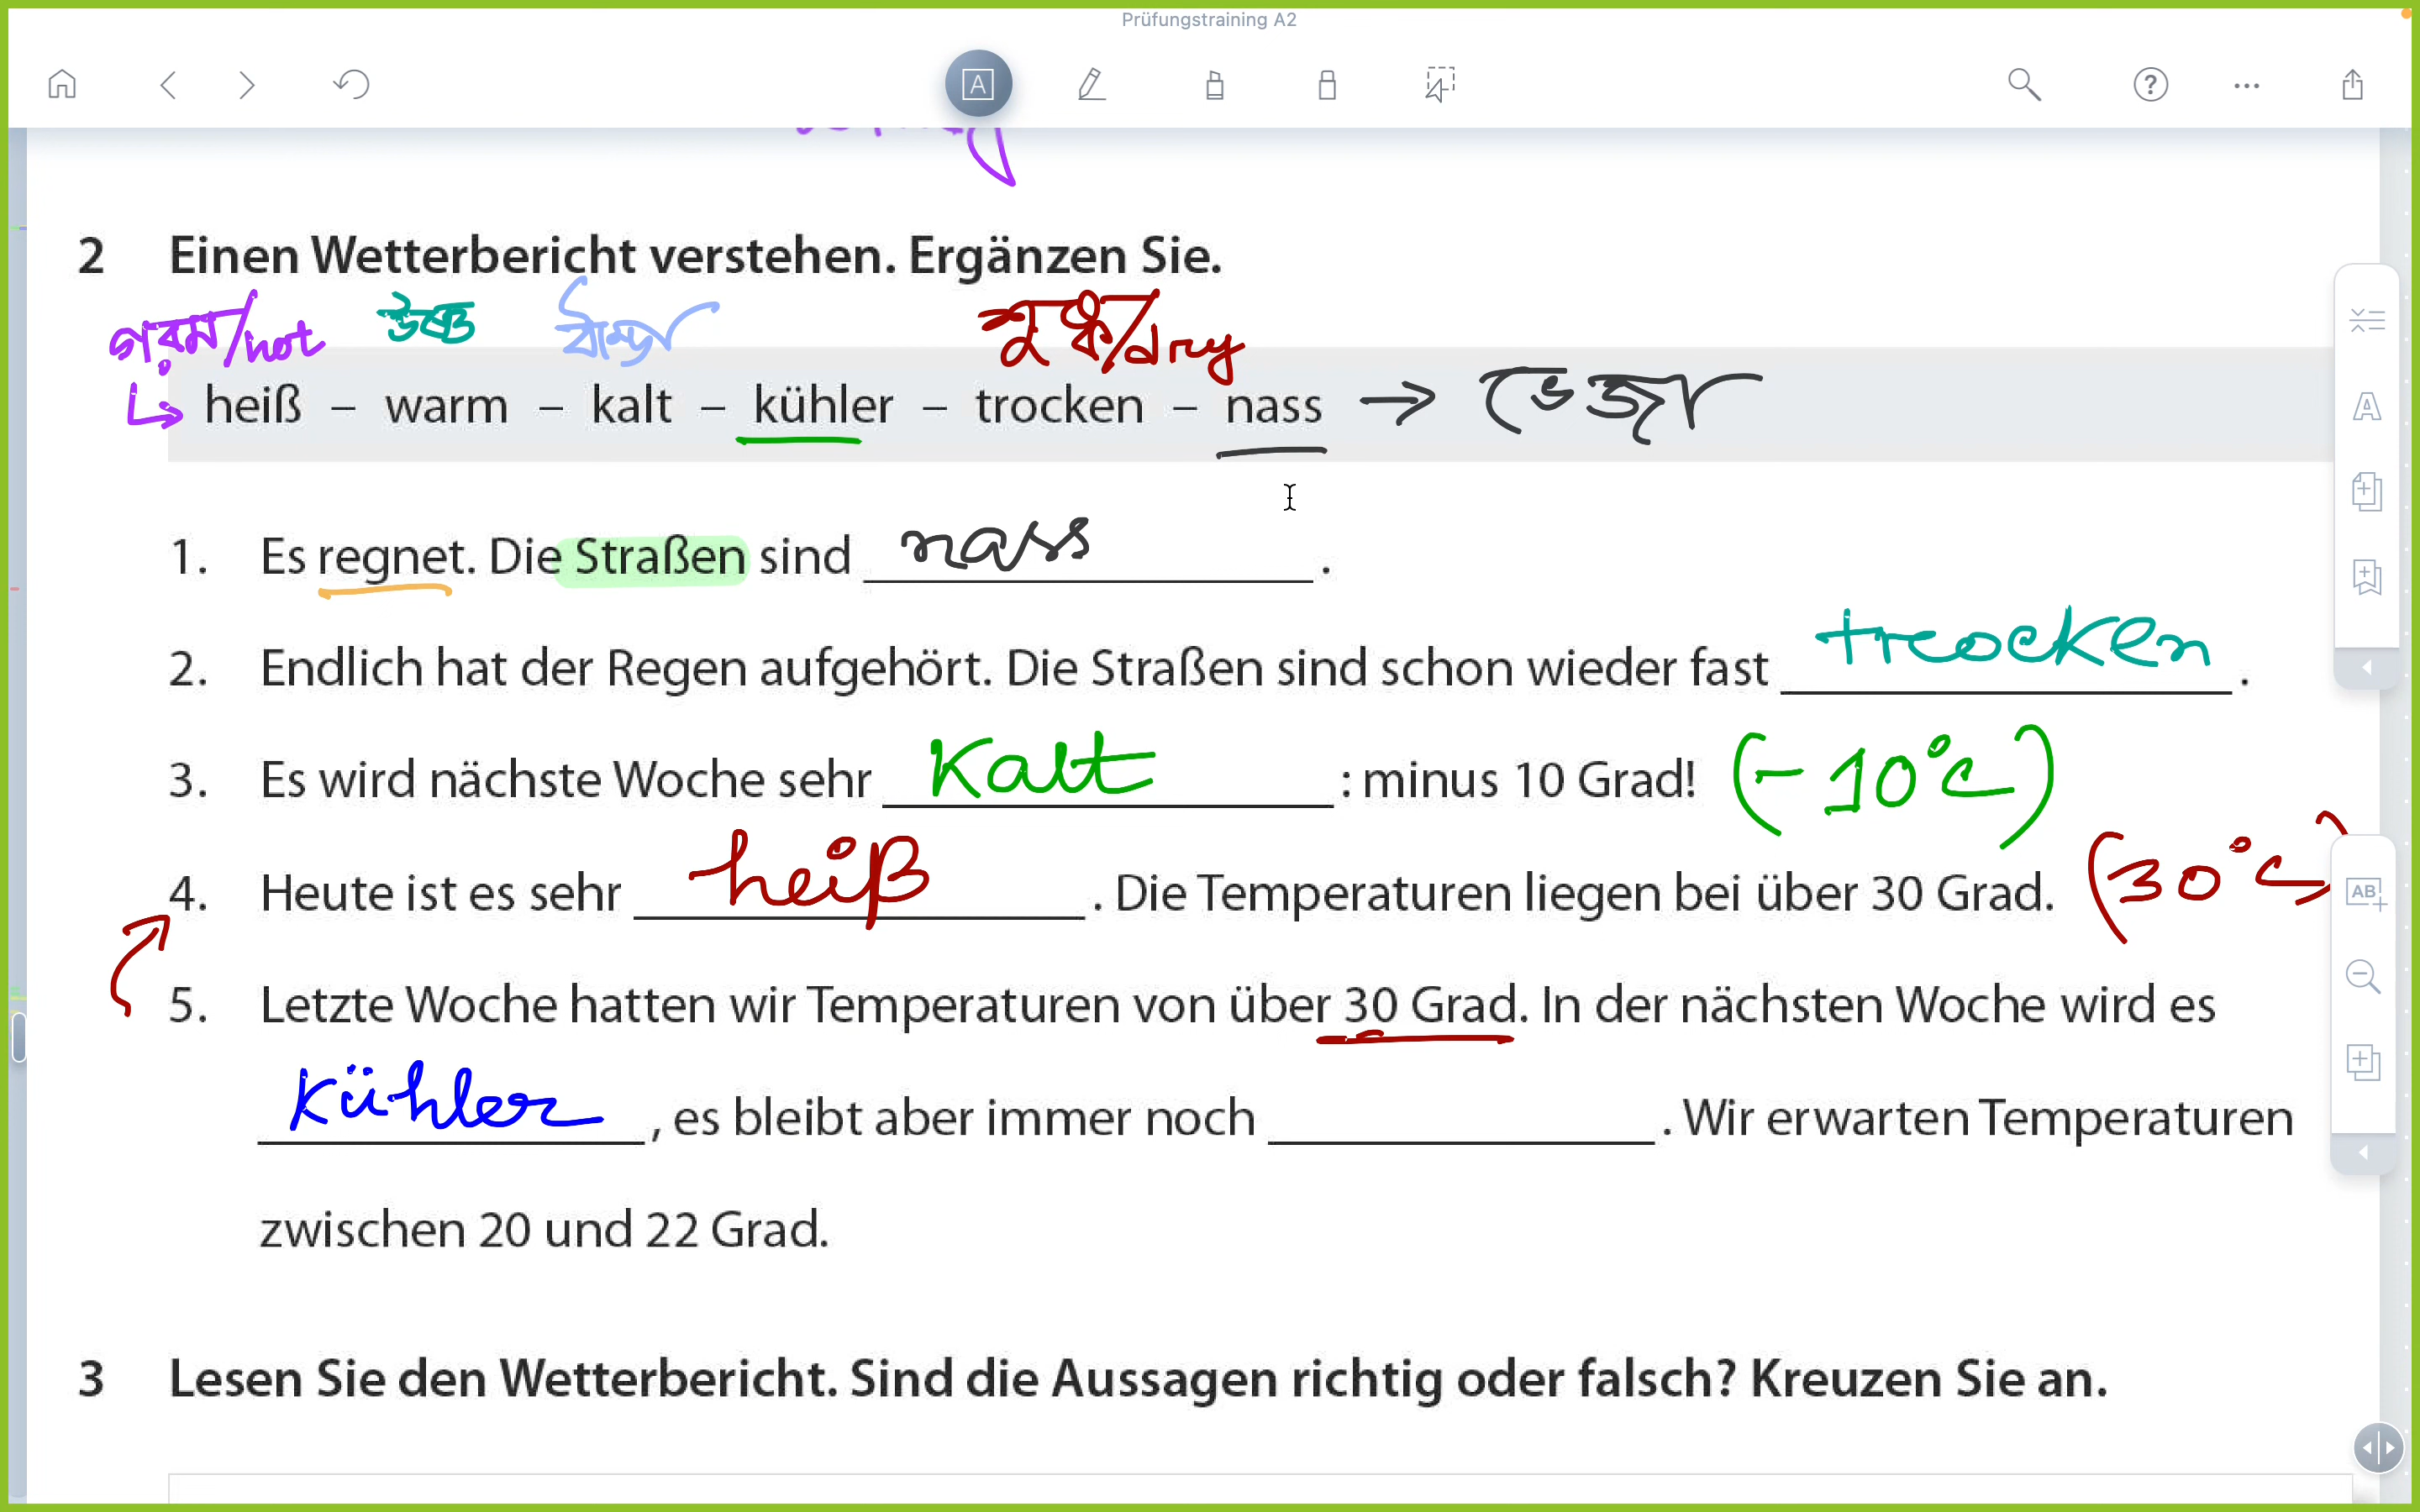 Prüfungstraining A2
A
?
2 Einen Wetterbericht verstehen. Ergänzen Sie.
গরম/hot উষ্ণ ঠান্ডা শুষ্ক/dry
heiß – warm – kalt – kühler – trocken – nass →
1. Es regnet. Die Straßen sind nass.
2. Endlich hat der Regen aufgehört. Die Straßen sind schon wieder fast trocken.
3. Es wird nächste Woche sehr kalt : minus 10 Grad! (-10°C)
4. Heute ist es sehr heiß. Die Temperaturen liegen bei über 30 Grad. (30°C)
5. Letzte Woche hatten wir Temperaturen von über 30 Grad. In der nächsten Woche wird es
Kühler, es bleibt aber immer noch ____. Wir erwarten Temperaturen
zwischen 20 und 22 Grad.
3 Lesen Sie den Wetterbericht. Sind die Aussagen richtig oder falsch? Kreuzen Sie an.